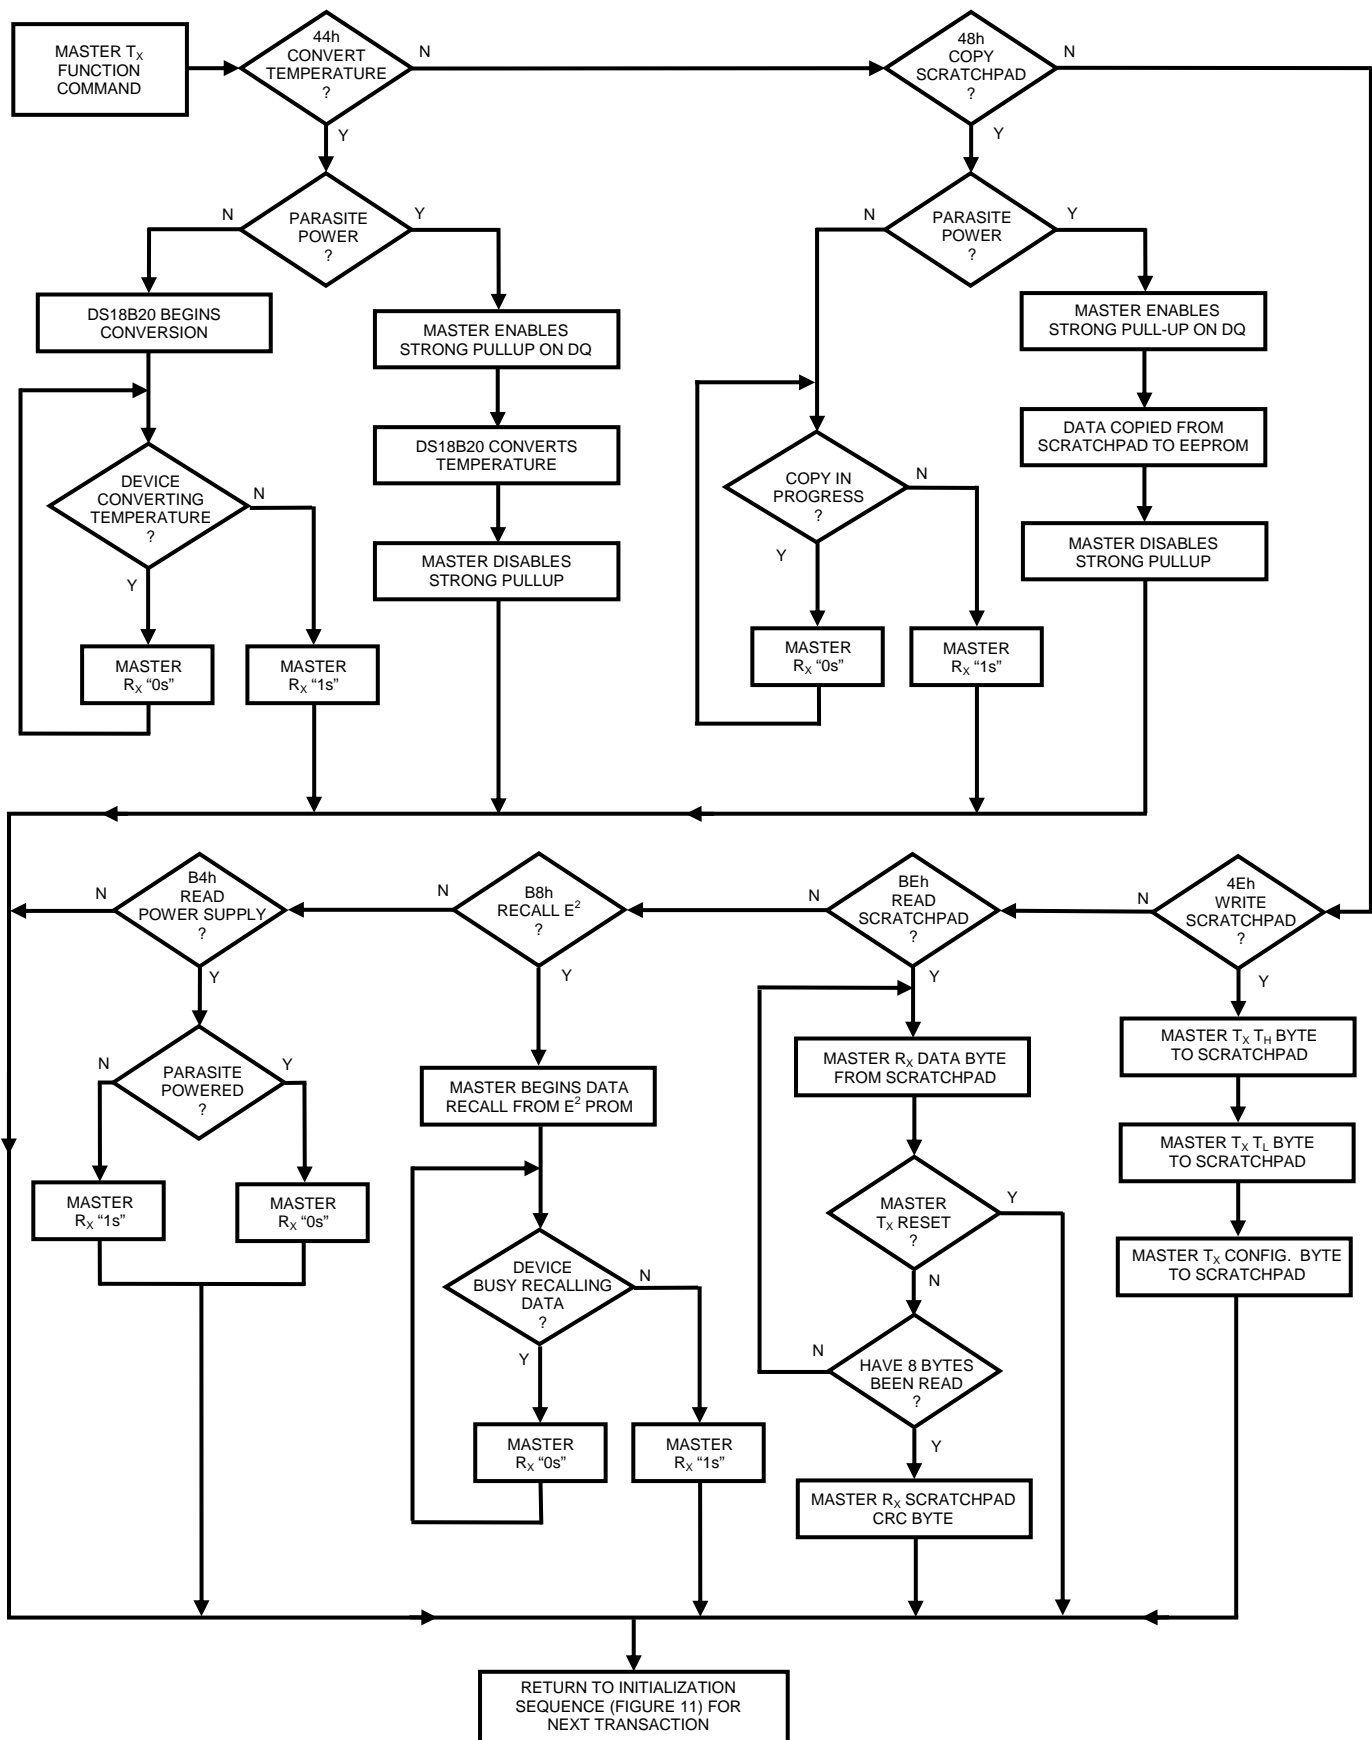 MASTER TX
FUNCTION
COMMAND
44h
CONVERT
TEMPERATURE
?
N
Y
48h
COPY
SCRATCHPAD
?
N
Y
PARASITE
POWER
?
N
Y
DS18B20 BEGINS
CONVERSION
MASTER ENABLES
STRONG PULLUP ON DQ
DEVICE
CONVERTING
TEMPERATURE
?
N
Y
DS18B20 CONVERTS
TEMPERATURE
MASTER DISABLES
STRONG PULLUP
MASTER
RX “0s”
MASTER
RX “1s”
PARASITE
POWER
?
N
Y
MASTER ENABLES
STRONG PULL-UP ON DQ
COPY IN
PROGRESS
?
N
Y
DATA COPIED FROM
SCRATCHPAD TO EEPROM
MASTER DISABLES
STRONG PULLUP
MASTER
RX “0s”
MASTER
RX “1s”
B4h
READ
POWER SUPPLY
?
N
Y
B8h
RECALL E²
?
N
Y
BEh
READ
SCRATCHPAD
?
N
Y
4Eh
WRITE
SCRATCHPAD
?
N
Y
PARASITE
POWERED
?
N
Y
MASTER
RX “1s”
MASTER
RX “0s”
MASTER BEGINS DATA
RECALL FROM E² PROM
DEVICE
BUSY RECALLING
DATA
?
N
Y
MASTER
RX “0s”
MASTER
RX “1s”
MASTER RX DATA BYTE
FROM SCRATCHPAD
MASTER
TX RESET
?
Y
N
HAVE 8 BYTES
BEEN READ
?
N
Y
MASTER RX SCRATCHPAD
CRC BYTE
MASTER TX TH BYTE
TO SCRATCHPAD
MASTER TX TL BYTE
TO SCRATCHPAD
MASTER TX CONFIG. BYTE
TO SCRATCHPAD
RETURN TO INITIALIZATION
SEQUENCE (FIGURE 11) FOR
NEXT TRANSACTION